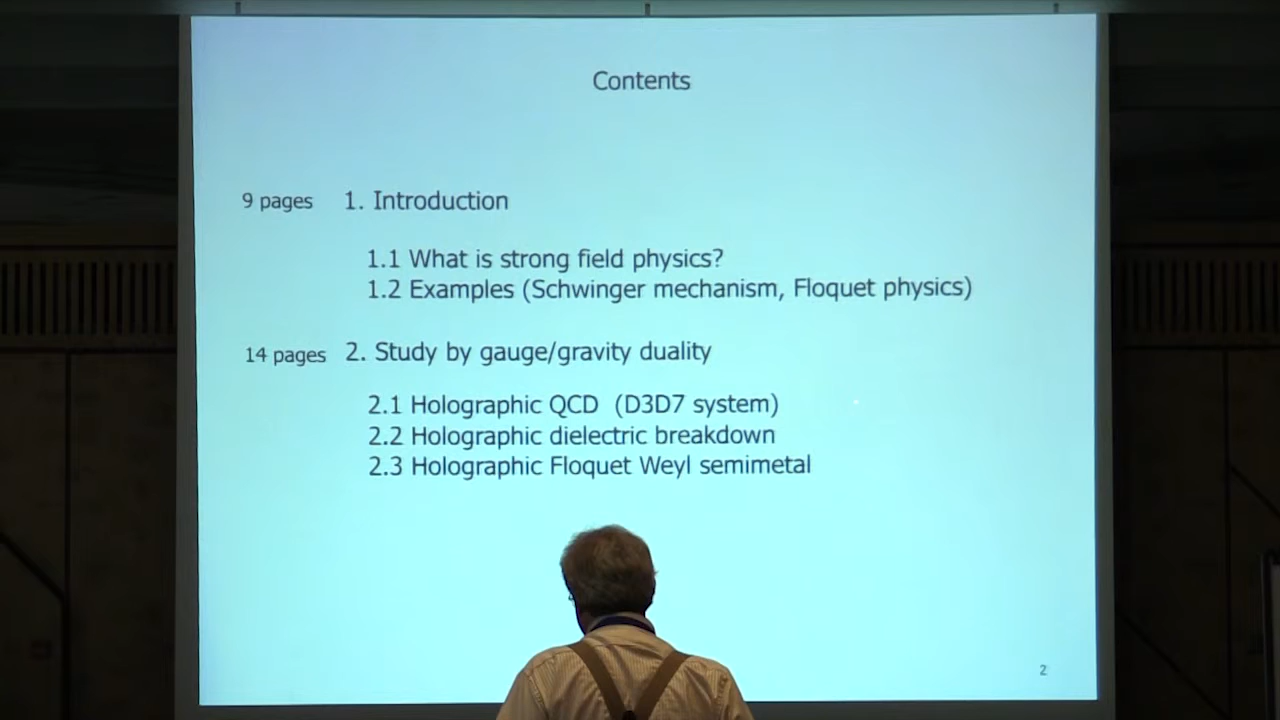 Contents
9 pages 1. Introduction
1.1 What is strong field physics?
1.2 Examples (Schwinger mechanism, Floquet physics)
14 pages 2. Study by gauge/gravity duality
2.1 Holographic QCD (D3D7 system)
2.2 Holographic dielectric breakdown
2.3 Holographic Floquet Weyl semimetal
2